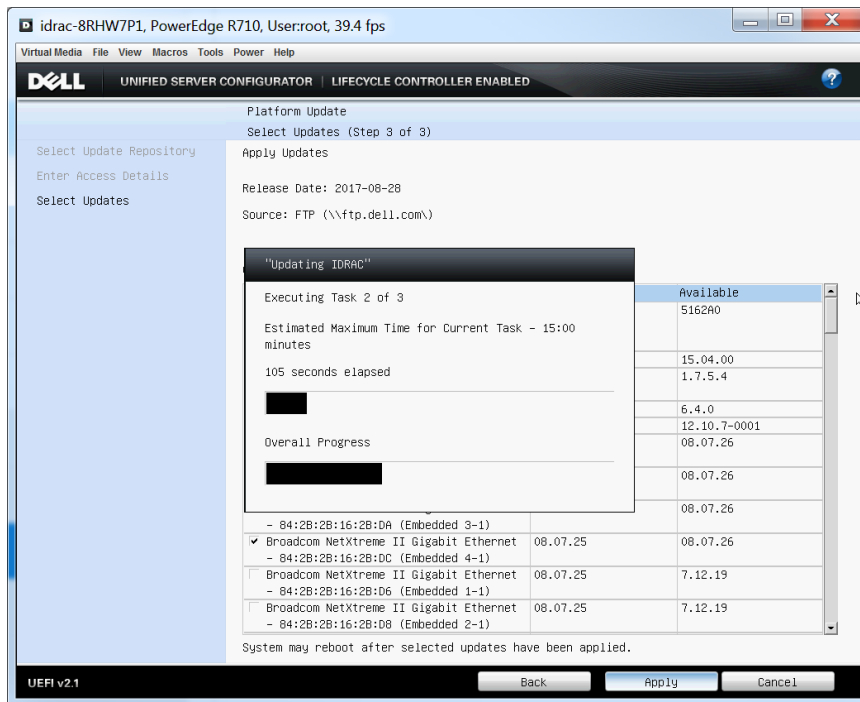 idrac-8RHW7P1, PowerEdge R710, User:root, 39.4 fps
Virtual Media File View Macros Tools Power Help
DELL UNIFIED SERVER CONFIGURATOR | LIFECYCLE CONTROLLER ENABLED ?
Platform Update
Select Updates (Step 3 of 3)
Select Update Repository
Enter Access Details
Select Updates
Apply Updates
Release Date: 2017-08-28
Source: FTP (\\ftp.dell.com\)
"Updating IDRAC"
Executing Task 2 of 3
Estimated Maximum Time for Current Task - 15:00
minutes
105 seconds elapsed
Overall Progress
Available
5162A0
15.04.00
1.7.5.4
6.4.0
12.10.7-0001
08.07.26
08.07.26
08.07.26
- 84:2B:2B:16:2B:DA (Embedded 3-1)
Broadcom NetXtreme II Gigabit Ethernet 08.07.25 08.07.26
- 84:2B:2B:16:2B:DC (Embedded 4-1)
Broadcom NetXtreme II Gigabit Ethernet 08.07.25 7.12.19
- 84:2B:2B:16:2B:D6 (Embedded 1-1)
Broadcom NetXtreme II Gigabit Ethernet 08.07.25 7.12.19
- 84:2B:2B:16:2B:D8 (Embedded 2-1)
System may reboot after selected updates have been applied.
UEFI v2.1 Back Apply Cancel